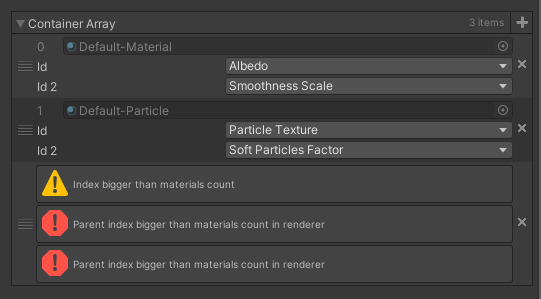 Container Array 3 items
0 Default-Material
Id Albedo
Id 2 Smoothness Scale
1 Default-Particle
Id Particle Texture
Id 2 Soft Particles Factor
Index bigger than materials count
Parent index bigger than materials count in renderer
Parent index bigger than materials count in renderer